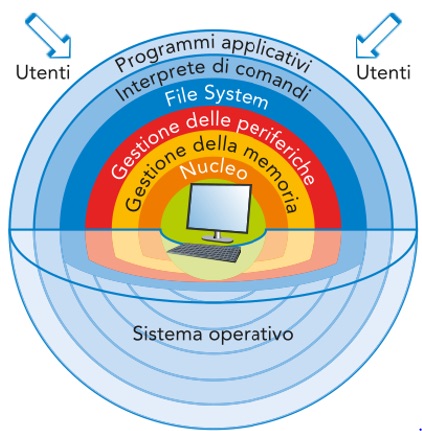 Utenti
Utenti
Programmi applicativi
Interprete di comandi
File System
Gestione delle periferiche
Gestione della memoria
Nucleo
Sistema operativo